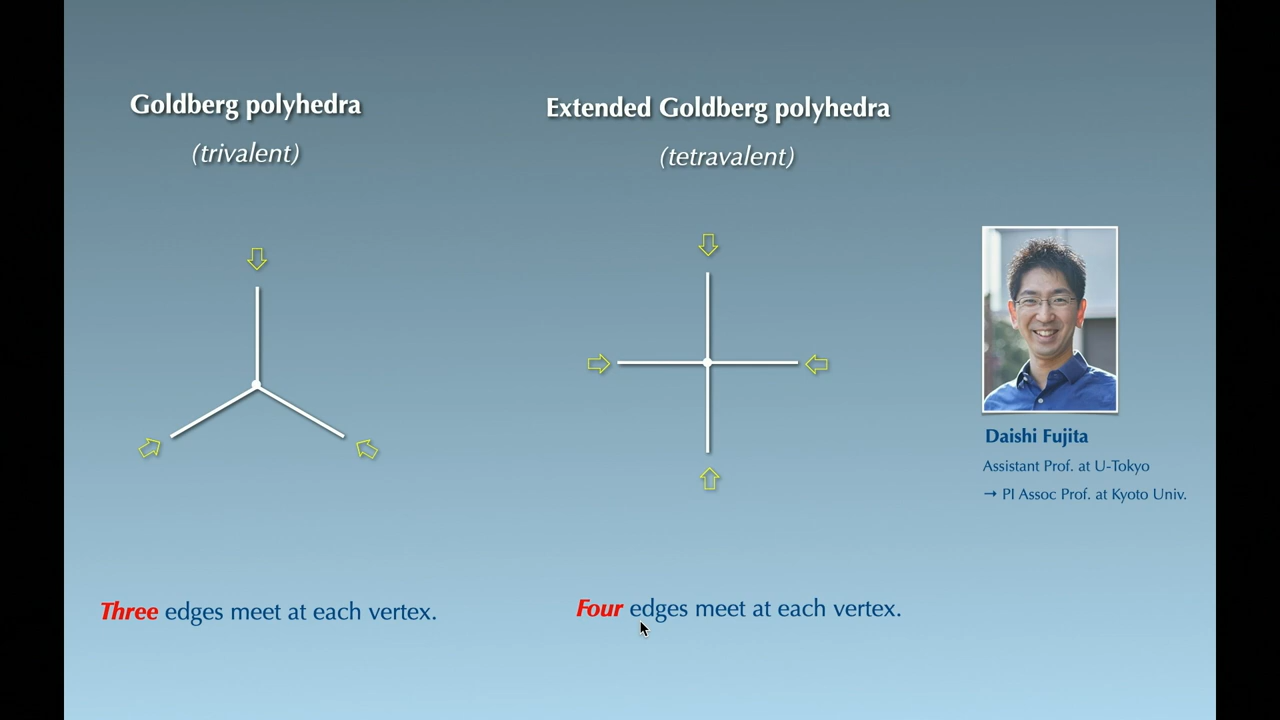 Goldberg polyhedra
(trivalent)
Extended Goldberg polyhedra
(tetravalent)
Daishi Fujita
Assistant Prof. at U-Tokyo
→ PI Assoc Prof. at Kyoto Univ.
Three edges meet at each vertex.
Four edges meet at each vertex.